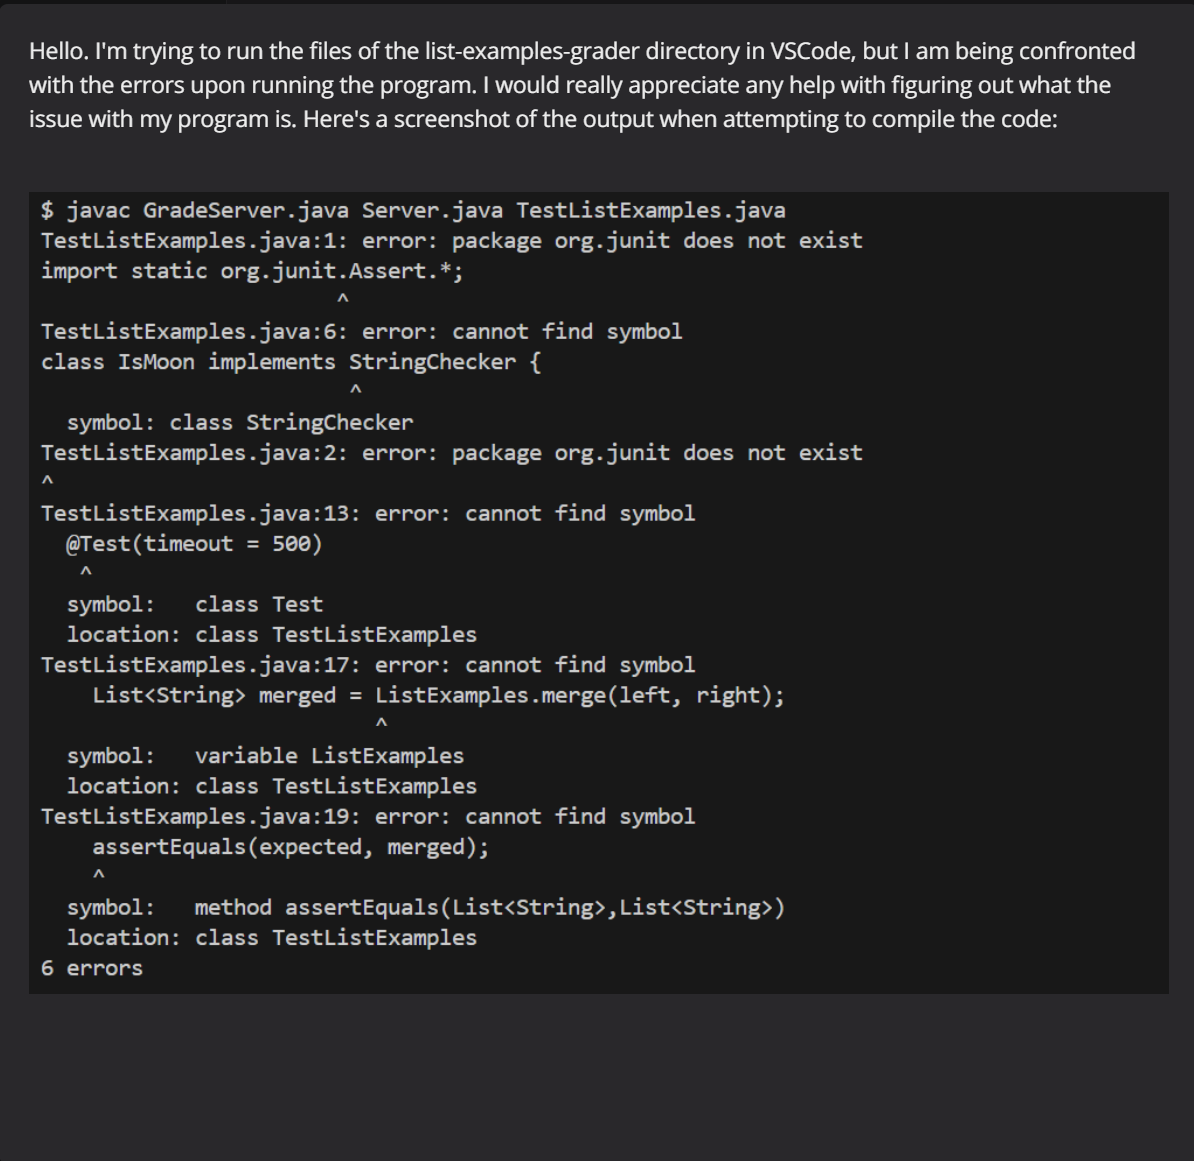 Hello. I'm trying to run the files of the list-examples-grader directory in VSCode, but I am being confronted
with the errors upon running the program. I would really appreciate any help with figuring out what the
issue with my program is. Here's a screenshot of the output when attempting to compile the code:
$ javac GradeServer.java Server.java TestListExamples.java
TestListExamples.java:1: error: package org.junit does not exist
import static org.junit.Assert.*;
^
TestListExamples.java:6: error: cannot find symbol
class IsMoon implements StringChecker {
^
symbol: class StringChecker
TestListExamples.java:2: error: package org.junit does not exist
^
TestListExamples.java:13: error: cannot find symbol
@Test(timeout = 500)
^
symbol:   class Test
location: class TestListExamples
TestListExamples.java:17: error: cannot find symbol
List<String> merged = ListExamples.merge(left, right);
^
symbol:   variable ListExamples
location: class TestListExamples
TestListExamples.java:19: error: cannot find symbol
assertEquals(expected, merged);
^
symbol:   method assertEquals(List<String>,List<String>)
location: class TestListExamples
6 errors